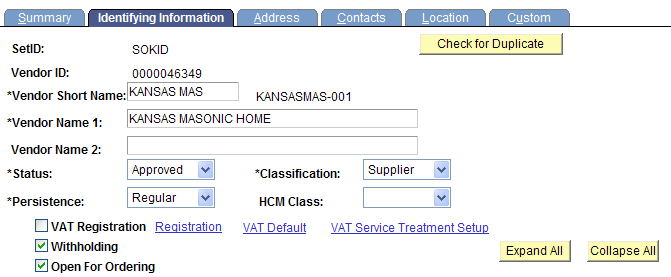 Summary Identifying Information Address Contacts Location Custom
SetID: SOKID Check for Duplicate
Vendor ID: 0000046349
*Vendor Short Name: KANSAS MAS KANSASMAS-001
*Vendor Name 1: KANSAS MASONIC HOME
Vendor Name 2:
*Status: Approved *Classification: Supplier
*Persistence: Regular HCM Class:
VAT Registration Registration VAT Default VAT Service Treatment Setup
Withholding Expand All Collapse All
Open For Ordering